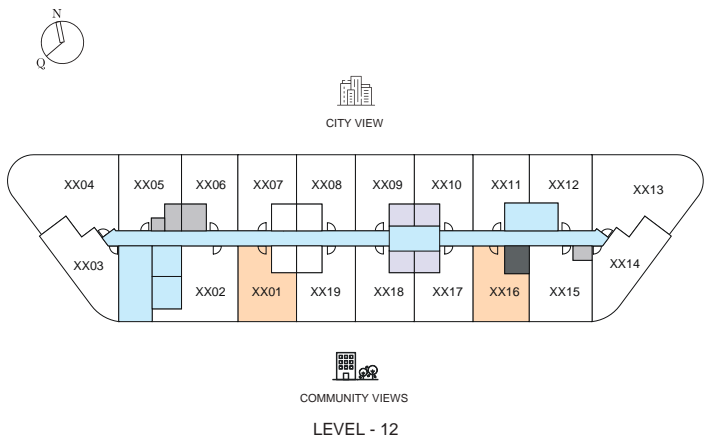 N
Q
CITY VIEW
XX04 XX05 XX06 XX07 XX08 XX09 XX10 XX11 XX12 XX13
XX03 XX02 XX01 XX19 XX18 XX17 XX16 XX15 XX14
COMMUNITY VIEWS
LEVEL - 12